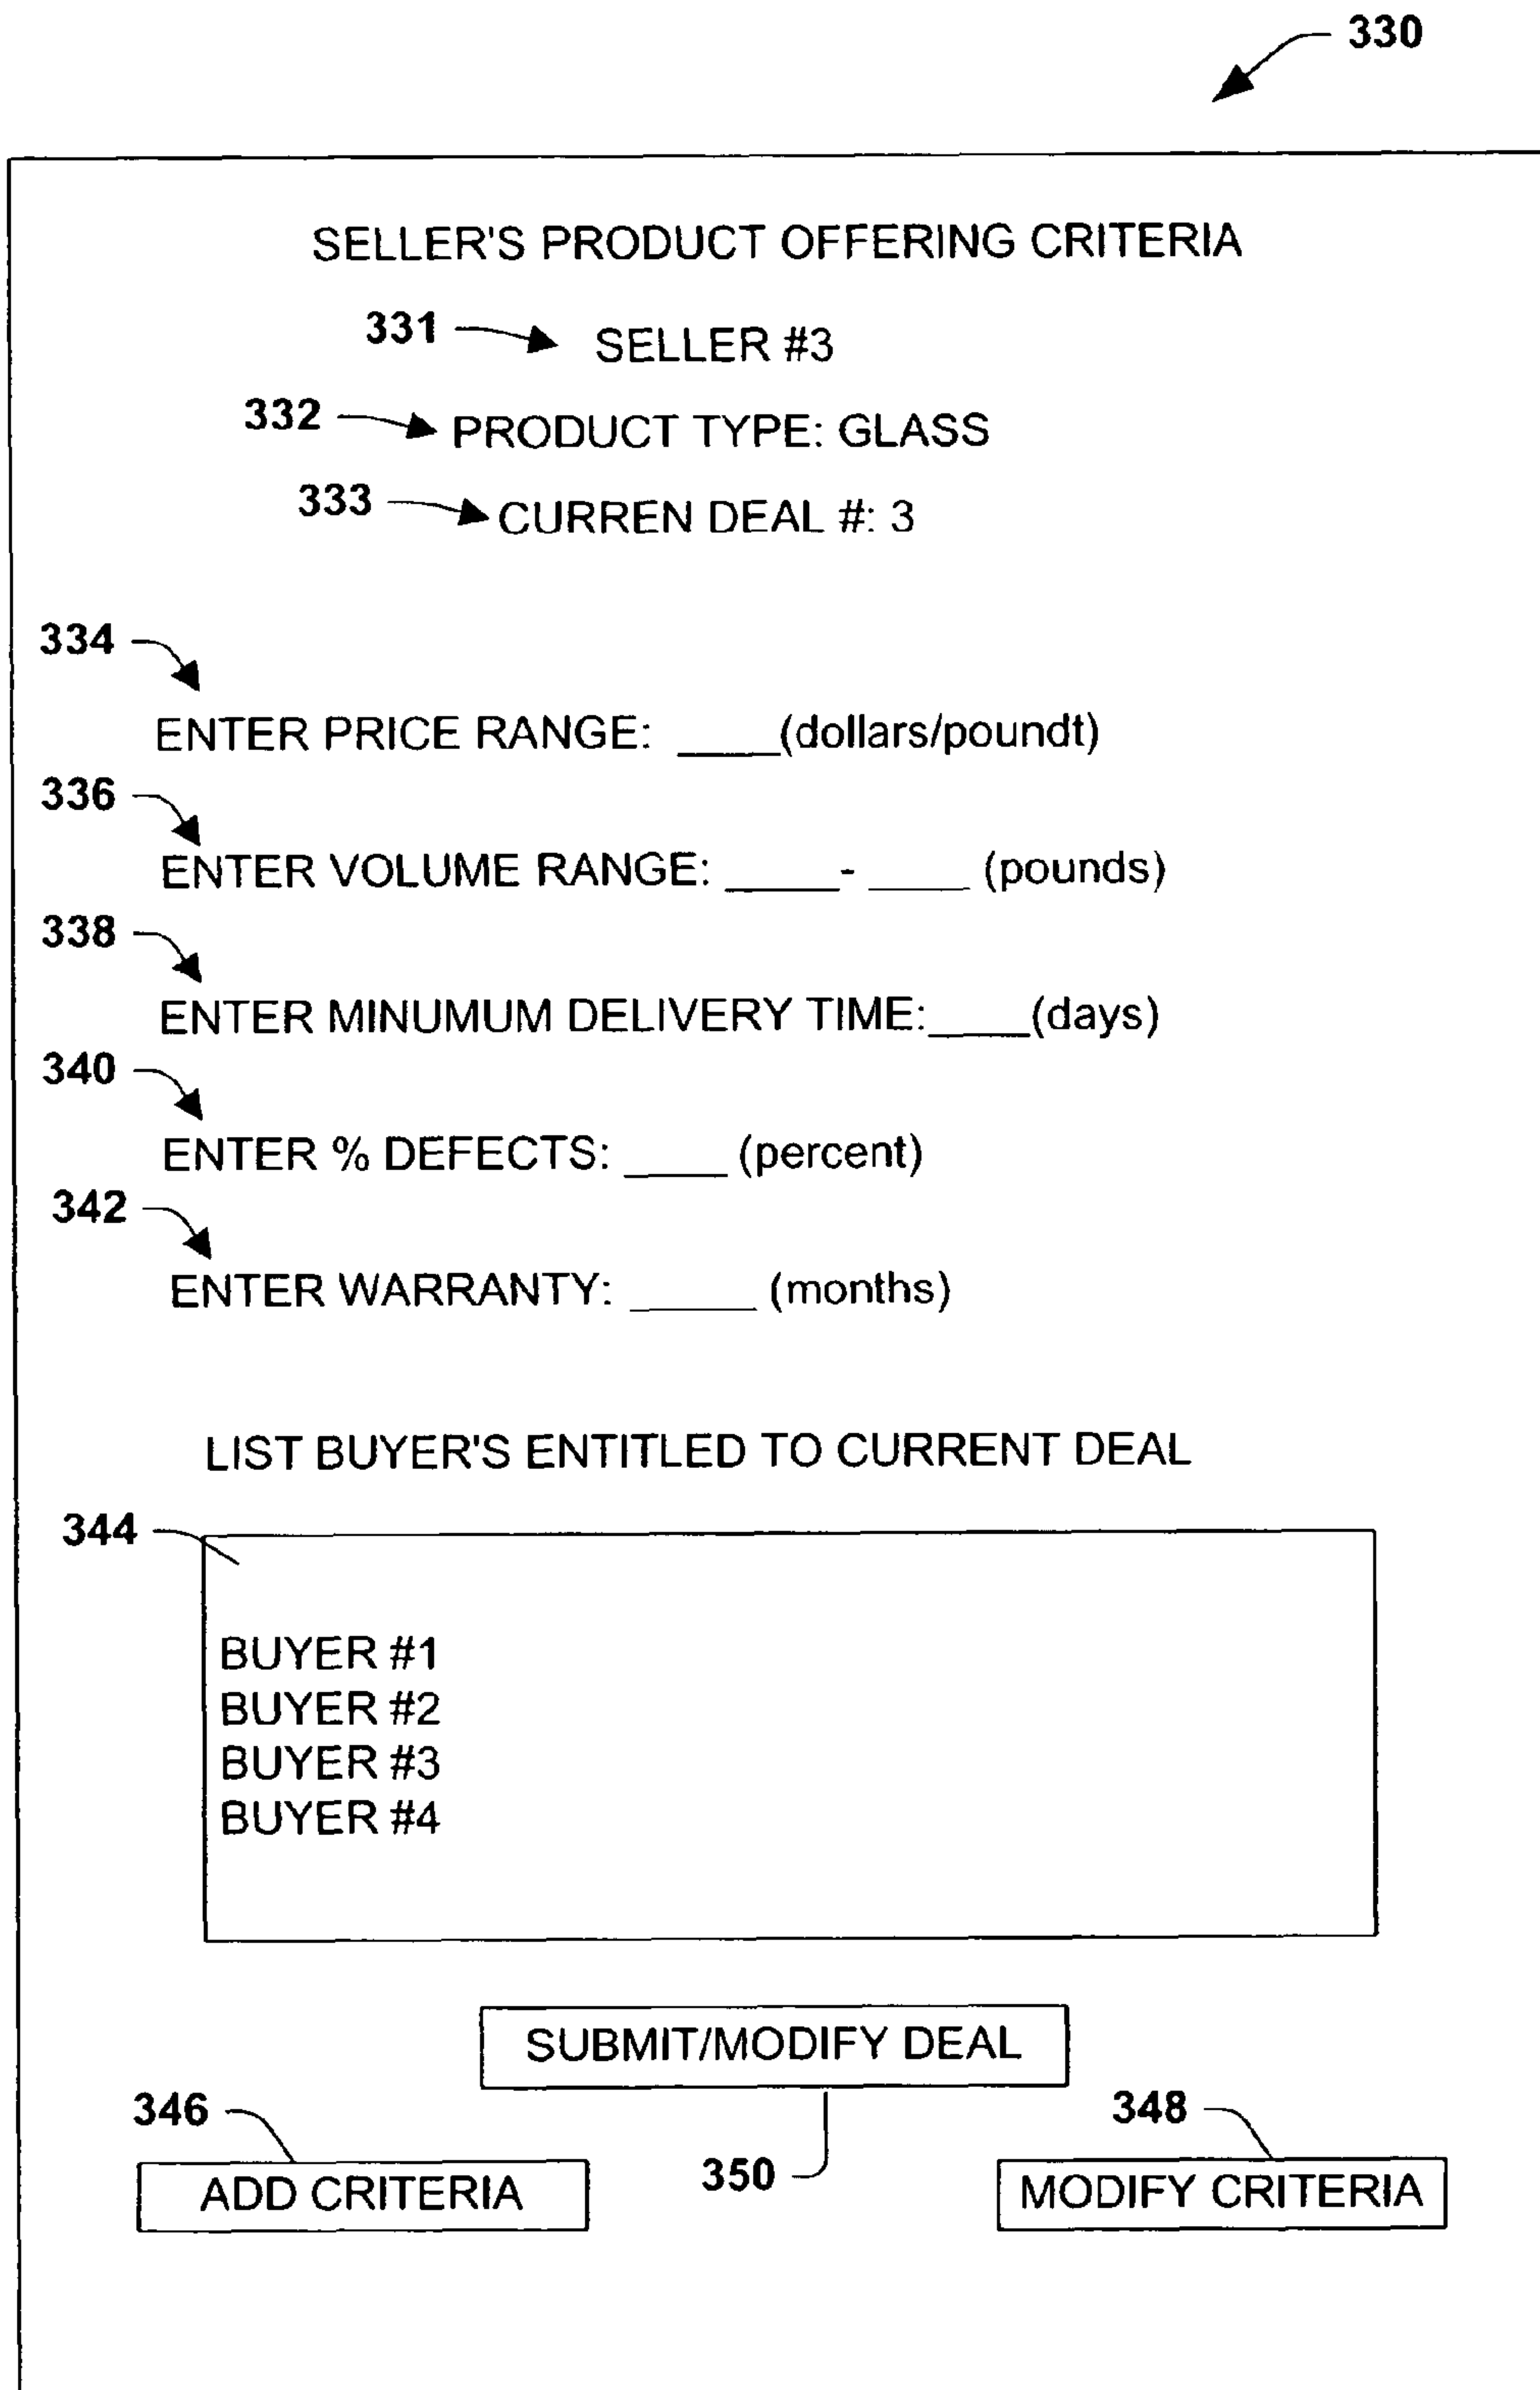 330
SELLER'S PRODUCT OFFERING CRITERIA
331 SELLER #3
332 PRODUCT TYPE: GLASS
333 CURREN DEAL #: 3
334
ENTER PRICE RANGE: ____(dollars/poundt)
336
ENTER VOLUME RANGE: ____- ____ (pounds)
338
ENTER MINUMUM DELIVERY TIME:____(days)
340
ENTER % DEFECTS: ____ (percent)
342
ENTER WARRANTY: _____ (months)
LIST BUYER'S ENTITLED TO CURRENT DEAL
344
BUYER #1
BUYER #2
BUYER #3
BUYER #4
SUBMIT/MODIFY DEAL
346 348
350
ADD CRITERIA MODIFY CRITERIA